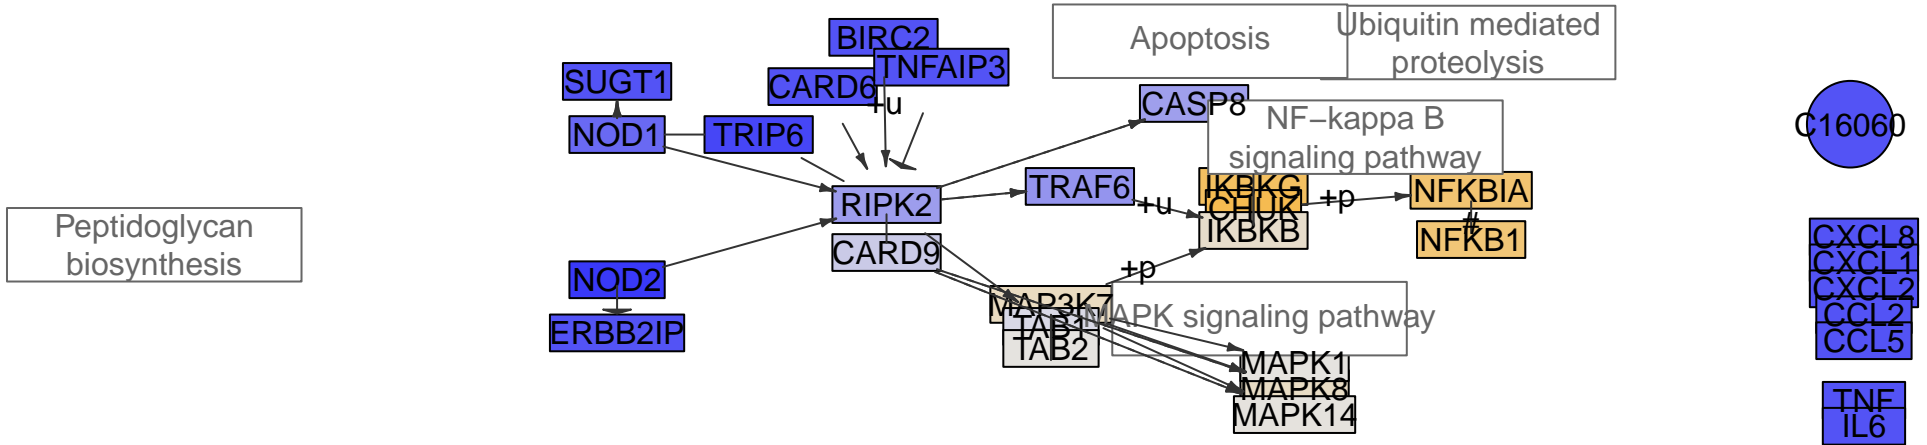 BIRC2
Apoptosis
Ubiquitin mediated
proteolysis
TNFAIP3
SUGT1
CARD6
+u
CASP8
NOD1
TRIP6
NF−kappa B
signaling pathway
C16060
RIPK2
TRAF6
+u
IKBKG
CHUK
IKBKB
+p
NFKBIA
#
NFKB1
Peptidoglycan
biosynthesis
CARD9
NOD2
+p
CXCL8
CXCL1
CXCL2
CCL2
CCL5
ERBB2IP
MAP3K7
TAB1
TAB2
MAPK signaling pathway
MAPK1
MAPK8
MAPK14
TNF
IL6